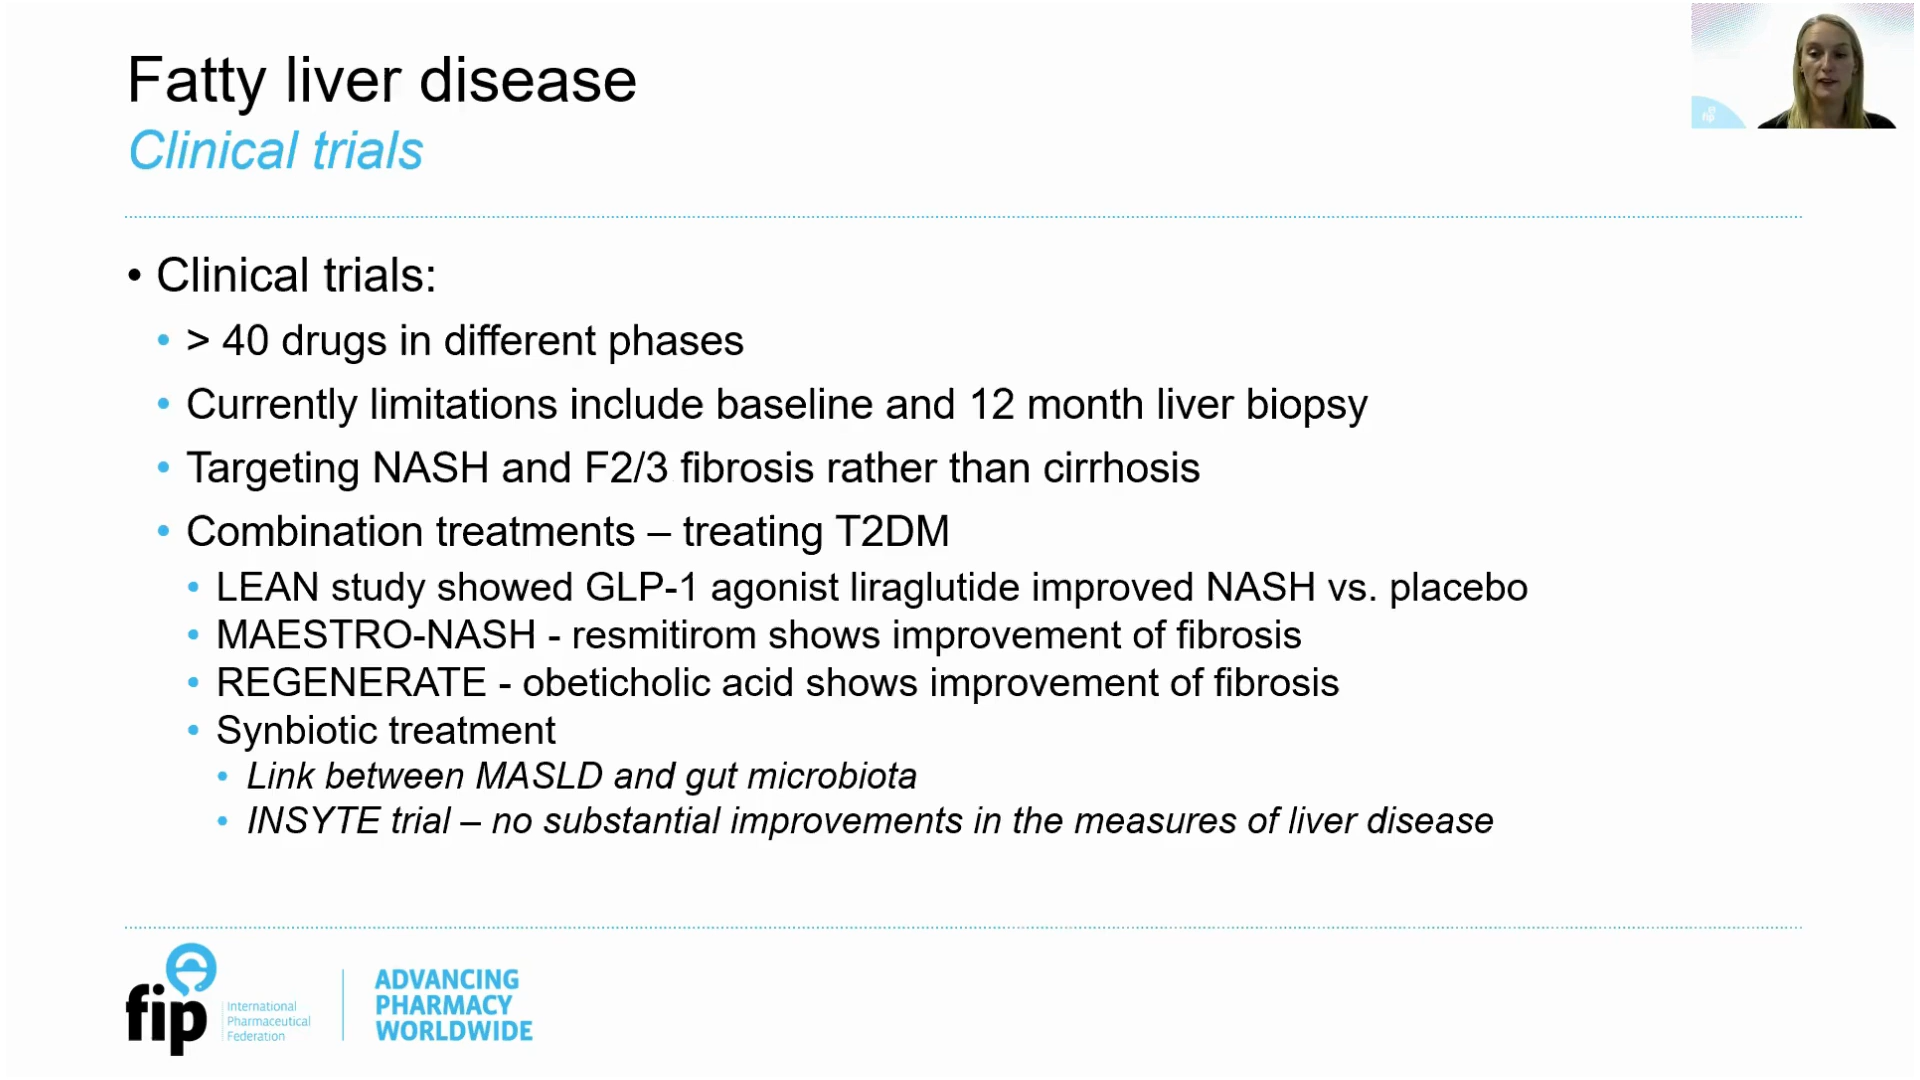 Fatty liver disease
Clinical trials
fip
• Clinical trials:
• > 40 drugs in different phases
• Currently limitations include baseline and 12 month liver biopsy
• Targeting NASH and F2/3 fibrosis rather than cirrhosis
• Combination treatments – treating T2DM
• LEAN study showed GLP-1 agonist liraglutide improved NASH vs. placebo
• MAESTRO-NASH - resmitirom shows improvement of fibrosis
• REGENERATE - obeticholic acid shows improvement of fibrosis
• Synbiotic treatment
• Link between MASLD and gut microbiota
• INSYTE trial – no substantial improvements in the measures of liver disease
fip
International
Pharmaceutical
Federation
ADVANCING
PHARMACY
WORLDWIDE